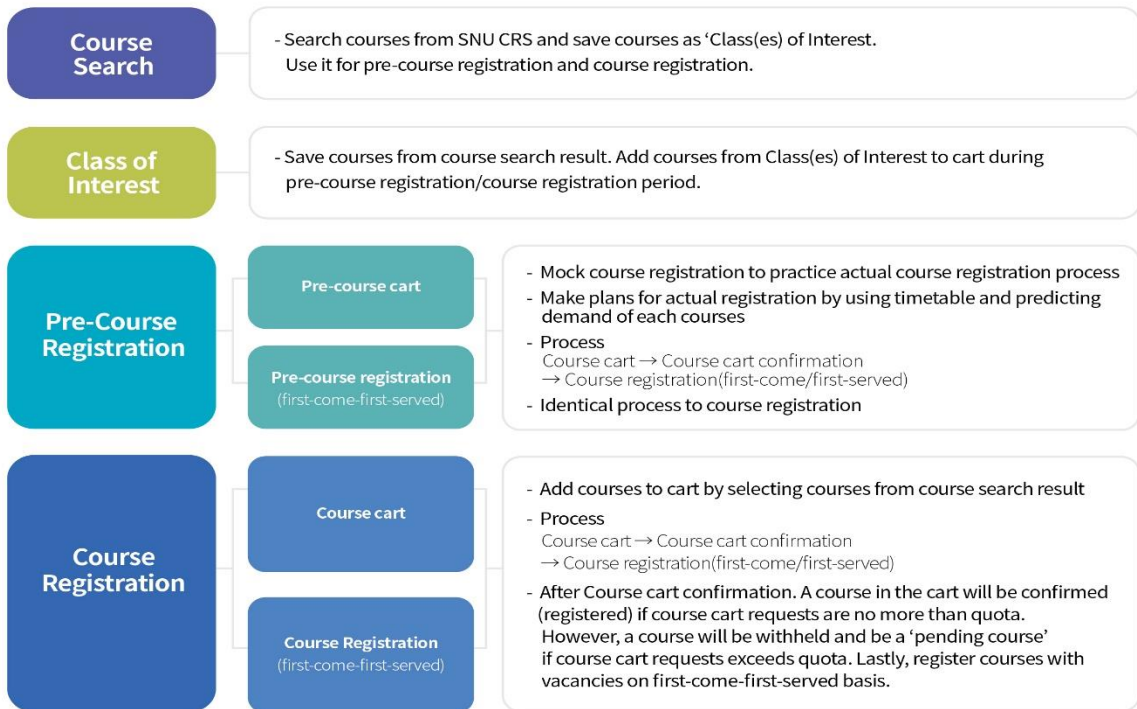 Course
Search
- Search courses from SNU CRS and save courses as ‘Class(es) of Interest.
Use it for pre-course registration and course registration.
Class of
Interest
- Save courses from course search result. Add courses from Class(es) of Interest to cart during
pre-course registration/course registration period.
Pre-Course
Registration
Pre-course cart
Pre-course registration
(first-come-first-served)
- Mock course registration to practice actual course registration process
- Make plans for actual registration by using timetable and predicting
demand of each courses
- Process
Course cart → Course cart confirmation
→ Course registration(first-come/first-served)
- Identical process to course registration
Course
Registration
Course cart
Course Registration
(first-come-first-served)
- Add courses to cart by selecting courses from course search result
- Process
Course cart → Course cart confirmation
→ Course registration(first-come/first-served)
- After Course cart confirmation. A course in the cart will be confirmed
(registered) if course cart requests are no more than quota.
However, a course will be withheld and be a ‘pending course’
if course cart requests exceeds quota. Lastly, register courses with
vacancies on first-come-first-served basis.